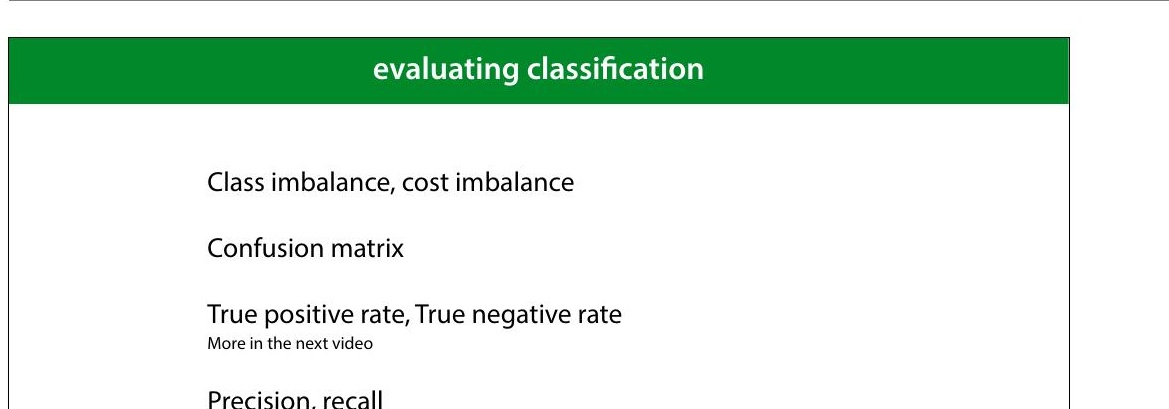 evaluating classification
Class imbalance, cost imbalance
Confusion matrix
True positive rate, True negative rate
More in the next video
Precision, recall